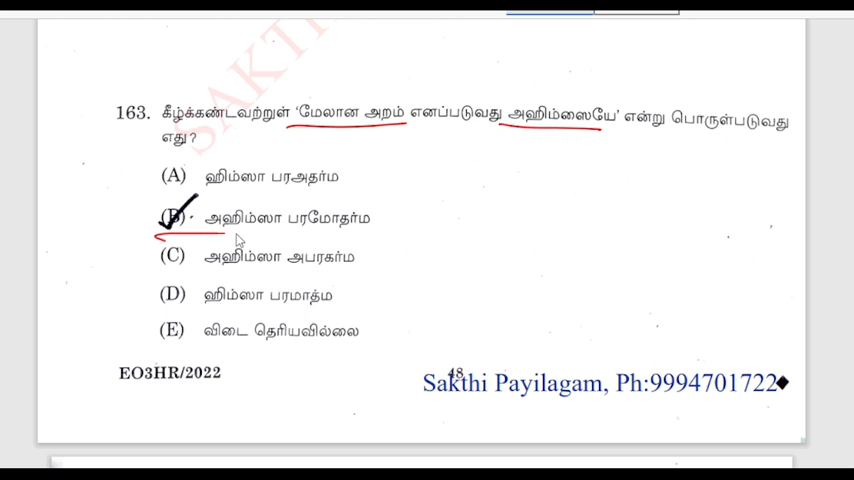 SAKT
163. கீழ்க்கண்டவற்றுள் 'மேலான அறம் எனப்படுவது அஹிம்ஸையே' என்று பொருள்படுவது
எது?
(A) ஹிம்ஸா பரஅதர்ம
(B) அஹிம்ஸா பரமோதர்ம
(C) அஹிம்ஸா அபரகர்ம
(D) ஹிம்ஸா பரமாத்ம
(E) விடை தெரியவில்லை
EO3HR/2022 48 Sakthi Payilagam, Ph:9994701722